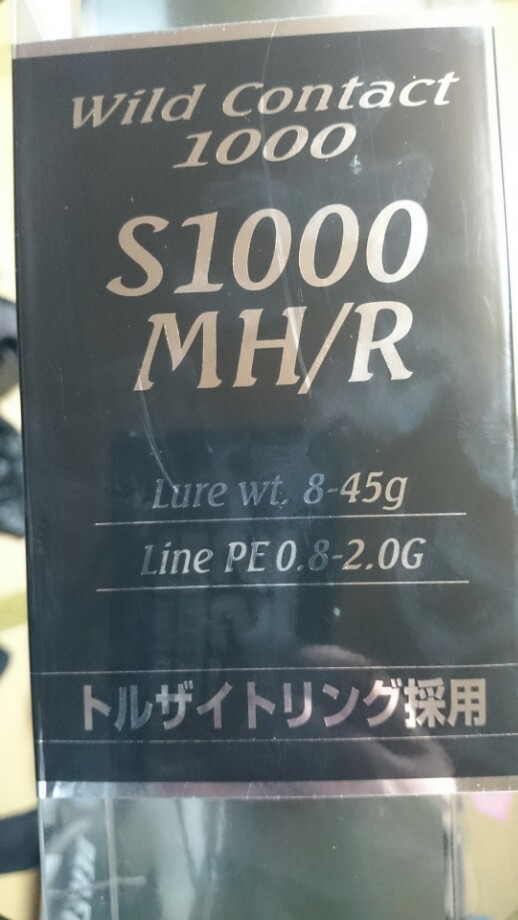 Wild Contact
1000
S1000
MH/R
Lure wt. 8-45g
Line PE 0.8-2.0G
トルザイトリング採用